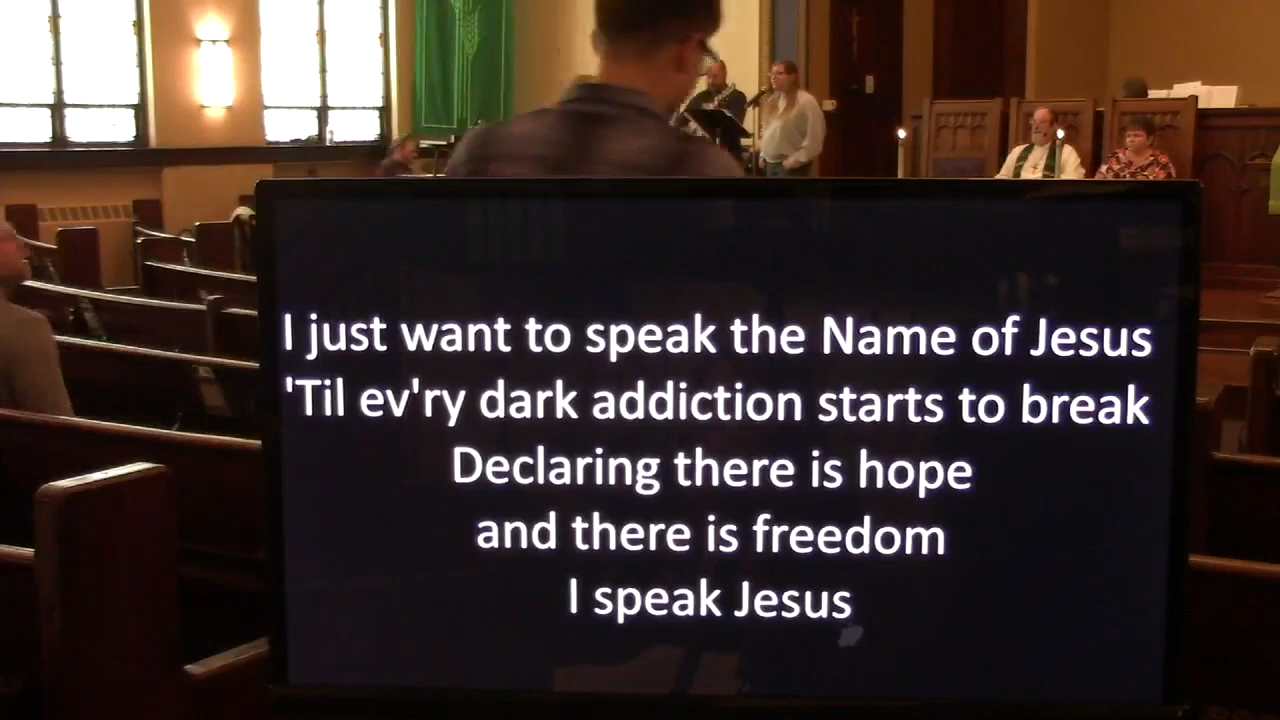 I just want to speak the Name of Jesus
'Til ev'ry dark addiction starts to break
Declaring there is hope
and there is freedom
I speak Jesus